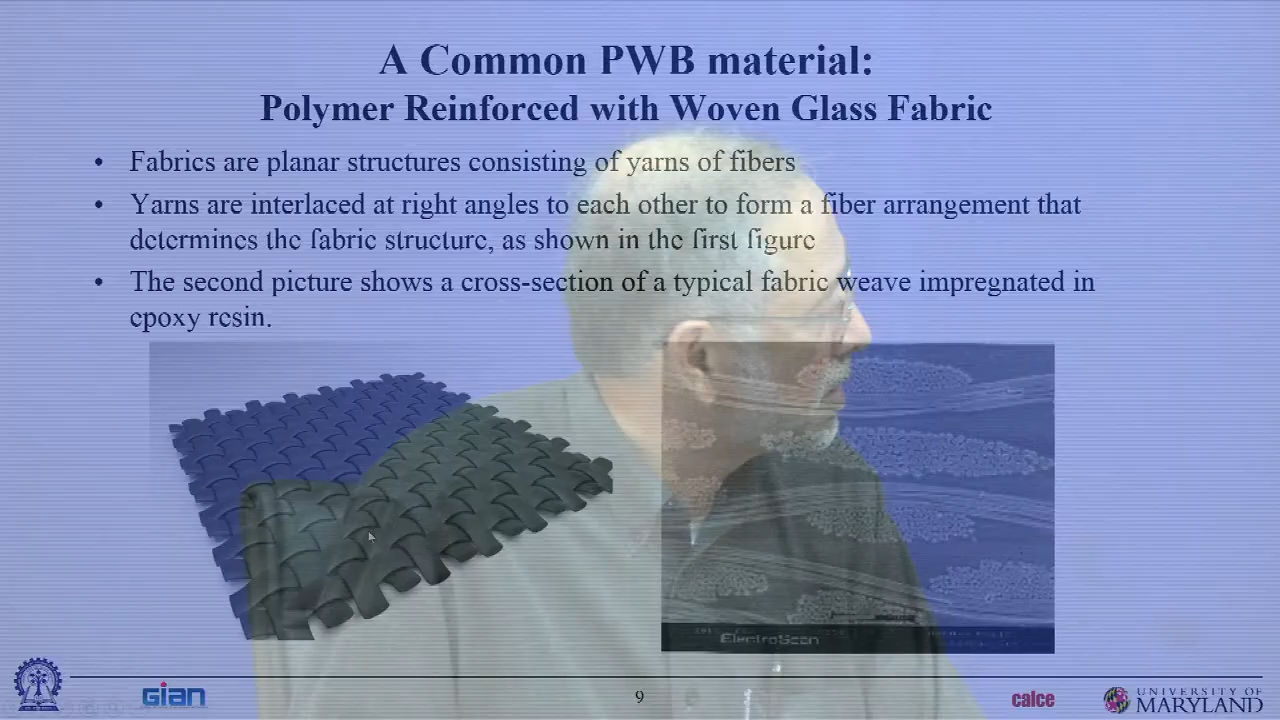 A Common PWB material:
Polymer Reinforced with Woven Glass Fabric
• Fabrics are planar structures consisting of yarns of fibers
• Yarns are interlaced at right angles to each other to form a fiber arrangement that
determines the fabric structure, as shown in the first figure
• The second picture shows a cross-section of a typical fabric weave impregnated in
epoxy resin.
ElectroScan
GIAN
9
calce
UNIVERSITY OF
MARYLAND